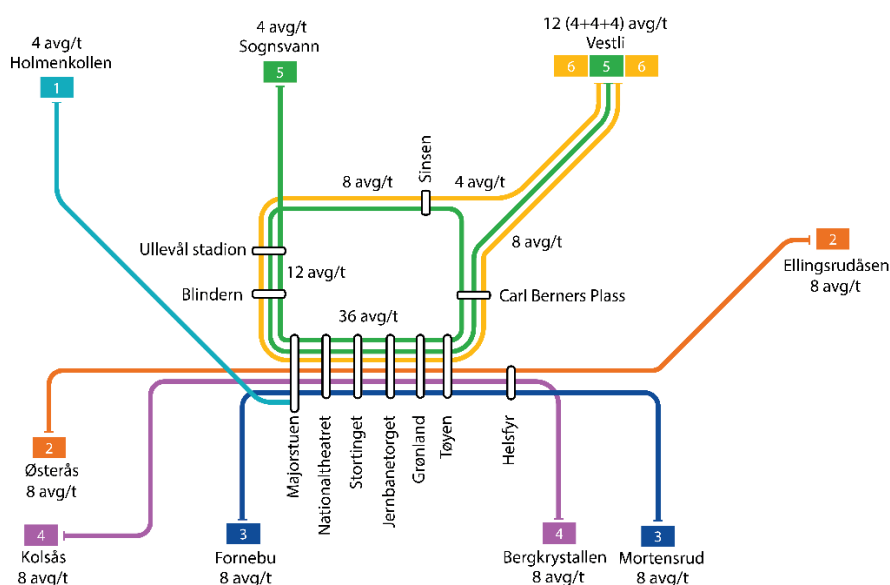 4 avg/t
Holmenkollen
1
4 avg/t
Sognsvann
5
12 (4+4+4) avg/t
Vestli
6 5 6
Sinsen
8 avg/t
4 avg/t
8 avg/t
Ullevål stadion
12 avg/t
Blindern
36 avg/t
Carl Berners Plass
2
Ellingsrudåsen
8 avg/t
Majorstuen
Nationaltheatret
Stortinget
Jernbanetorget
Grønland
Tøyen
Helsfyr
2
Østerås
8 avg/t
4
Kolsås
8 avg/t
3
Fornebu
8 avg/t
4
Bergkrystallen
8 avg/t
3
Mortensrud
8 avg/t